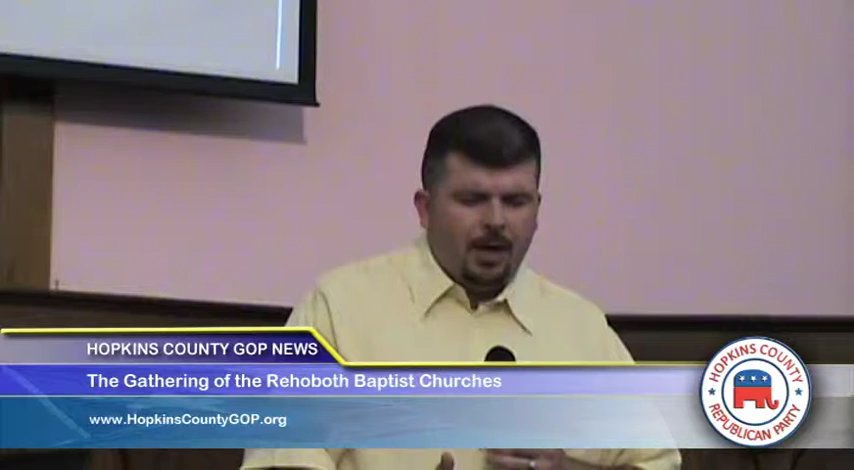 HOPKINS COUNTY GOP NEWS
The Gathering of the Rehoboth Baptist Churches
www.HopkinsCountyGOP.org
HOPKINS COUNTY
REPUBLICAN PARTY